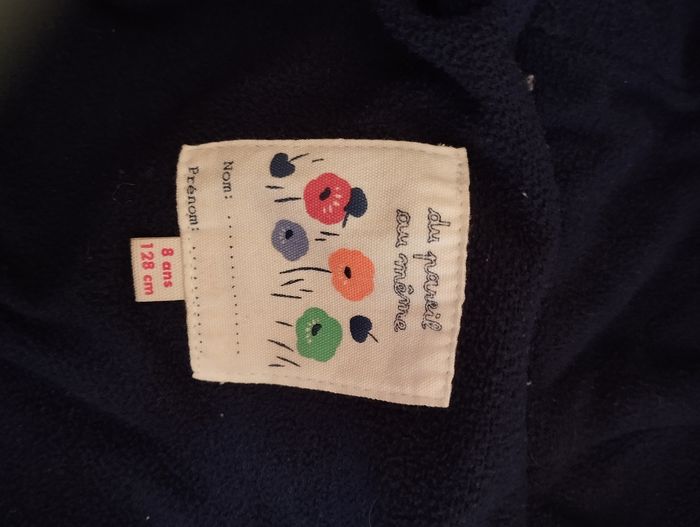 du pareil
au même
Nom: . . . . . . . . . . . . . . . . . .
Prénom: . . . . . . . . . . . . . . .
8 ans
128 cm